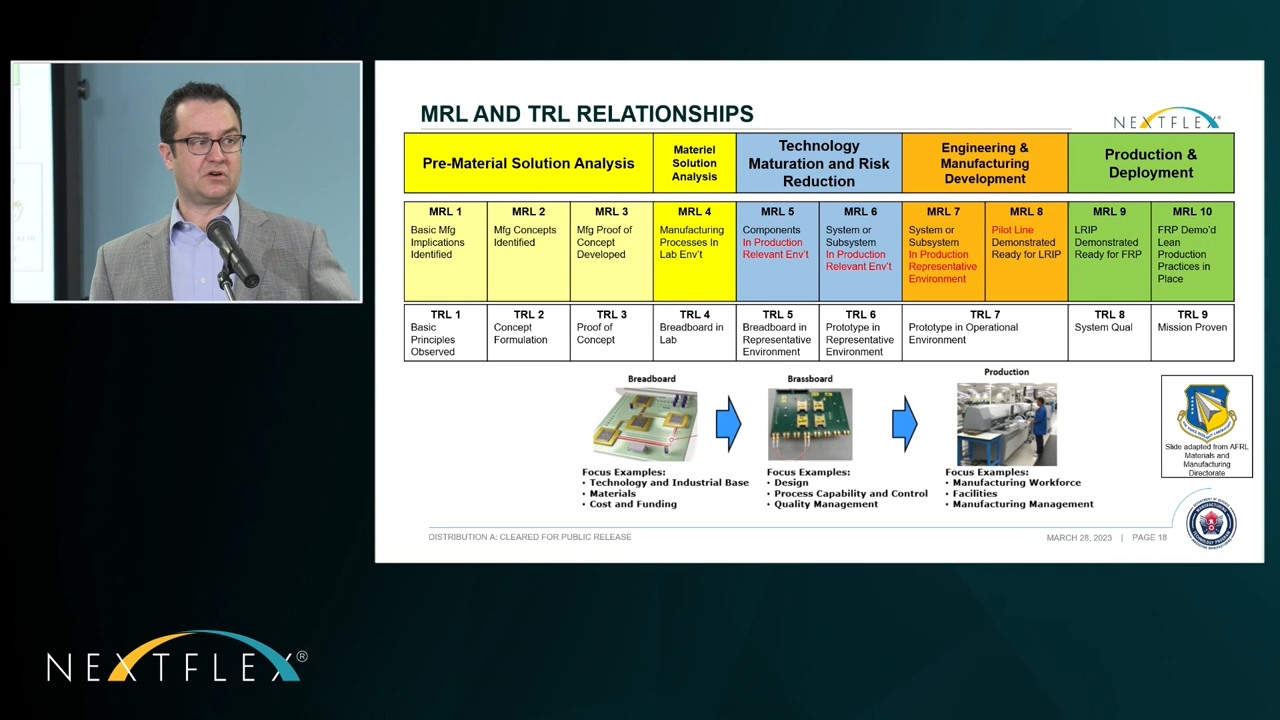 MRL AND TRL RELATIONSHIPS
NEXTFLEX®
Pre-Material Solution Analysis
Materiel
Solution
Analysis
Technology
Maturation and Risk
Reduction
Engineering &
Manufacturing
Development
Production &
Deployment
MRL 1
Basic Mfg
Implications
Identified
MRL 2
Mfg Concepts
Identified
MRL 3
Mfg Proof of
Concept
Developed
MRL 4
Manufacturing
Processes In
Lab Env't
MRL 5
Components
In Production
Relevant Env't
MRL 6
System or
Subsystem
In Production
Relevant Env't
MRL 7
System or
Subsystem
In Production
Representative
Environment
MRL 8
Pilot Line
Demonstrated
Ready for LRIP
MRL 9
LRIP
Demonstrated
Ready for FRP
MRL 10
FRP Demo'd
Lean
Production
Practices in
Place
TRL 1
Basic
Principles
Observed
TRL 2
Concept
Formulation
TRL 3
Proof of
Concept
TRL 4
Breadboard in
Lab
TRL 5
Breadboard in
Representative
Environment
TRL 6
Prototype in
Representative
Environment
TRL 7
Prototype in Operational
Environment
TRL 8
System Qual
TRL 9
Mission Proven
Breadboard
Focus Examples:
• Technology and Industrial Base
• Materials
• Cost and Funding
Brassboard
Focus Examples:
• Design
• Process Capability and Control
• Quality Management
Production
Focus Examples:
• Manufacturing Workforce
• Facilities
• Manufacturing Management
Slide adapted from AFRL
Materials and
Manufacturing
Directorate
DISTRIBUTION A: CLEARED FOR PUBLIC RELEASE
MARCH 28, 2023 | PAGE 18
NEXTFLEX®